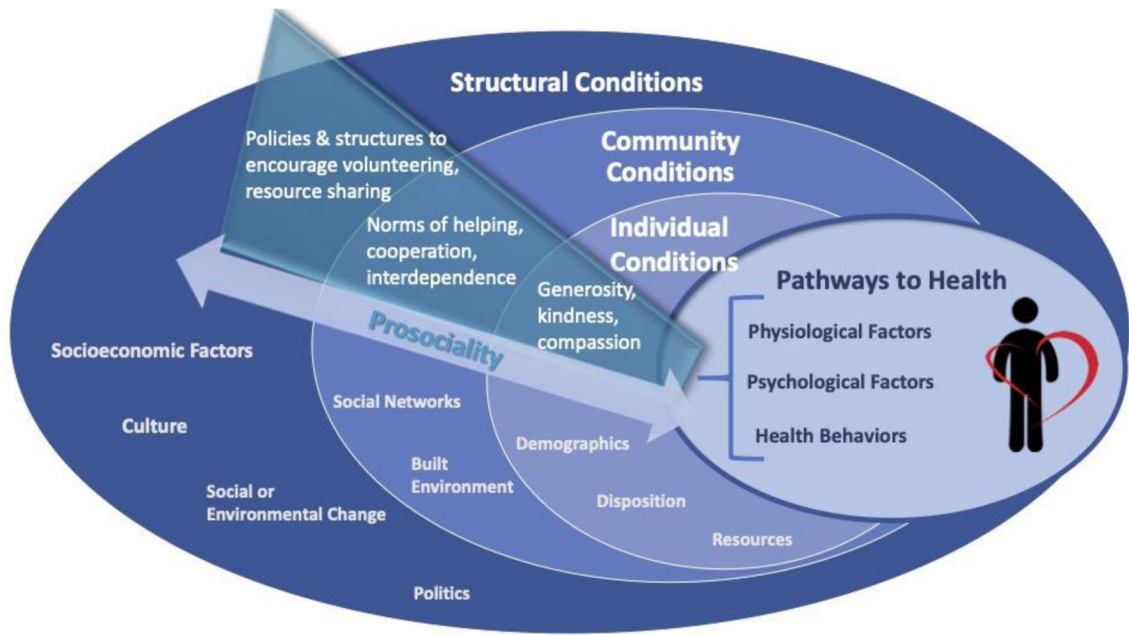 Structural Conditions
Policies & structures to
encourage volunteering,
resource sharing
Community
Conditions
Norms of helping,
cooperation,
interdependence
Individual
Conditions
Generosity,
kindness,
compassion
Prosociality
Pathways to Health
Physiological Factors
Psychological Factors
Health Behaviors
Socioeconomic Factors
Culture
Social or
Environmental Change
Politics
Social Networks
Built
Environment
Demographics
Disposition
Resources